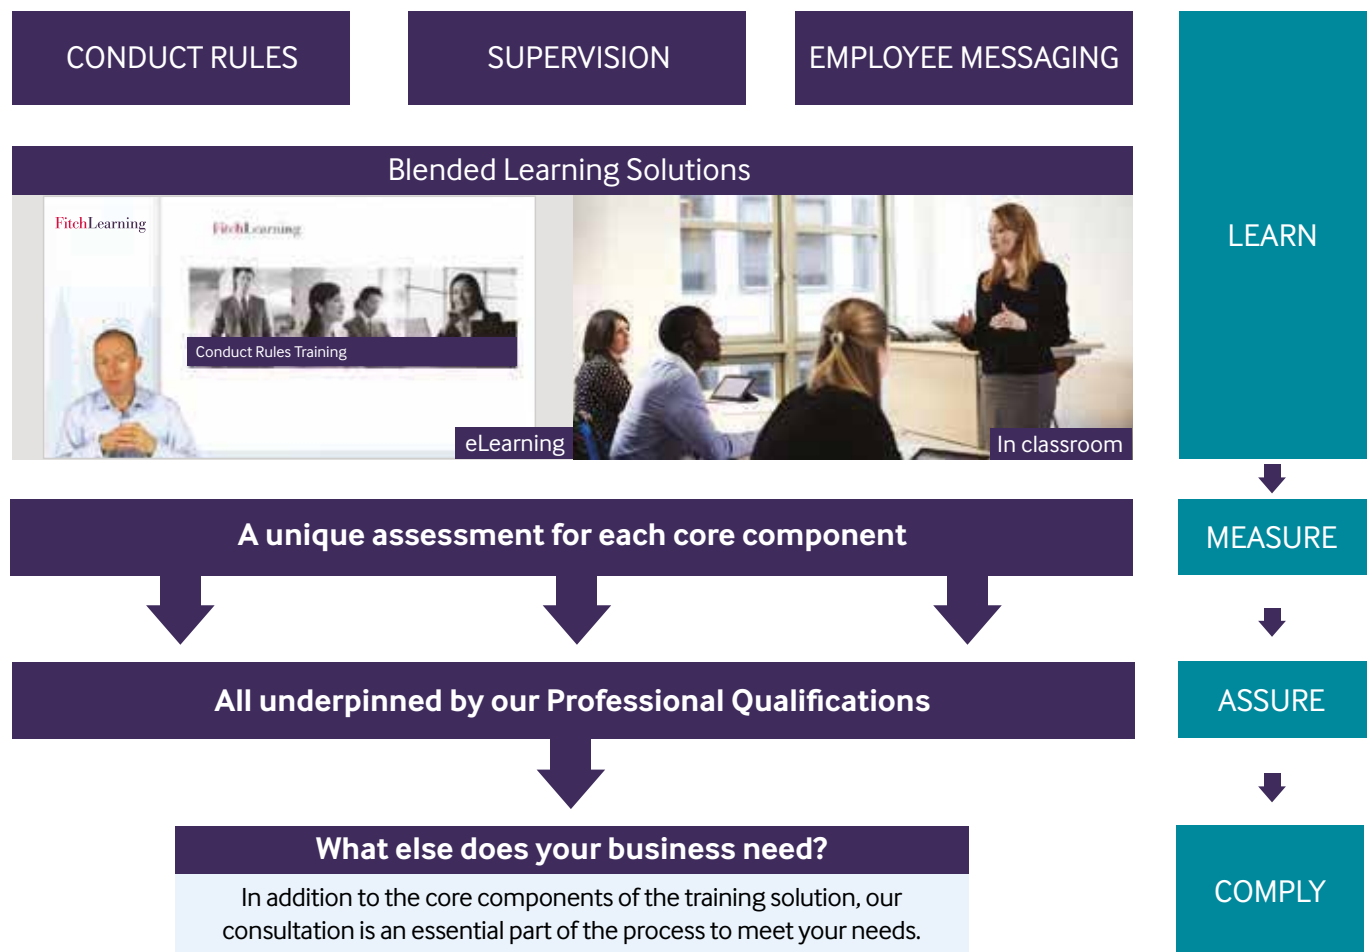 CONDUCT RULES
SUPERVISION
EMPLOYEE MESSAGING
Blended Learning Solutions
FitchLearning
FitchLearning
Conduct Rules Training
eLearning
In classroom
LEARN
A unique assessment for each core component
MEASURE
All underpinned by our Professional Qualifications
ASSURE
What else does your business need?
In addition to the core components of the training solution, our
consultation is an essential part of the process to meet your needs.
COMPLY